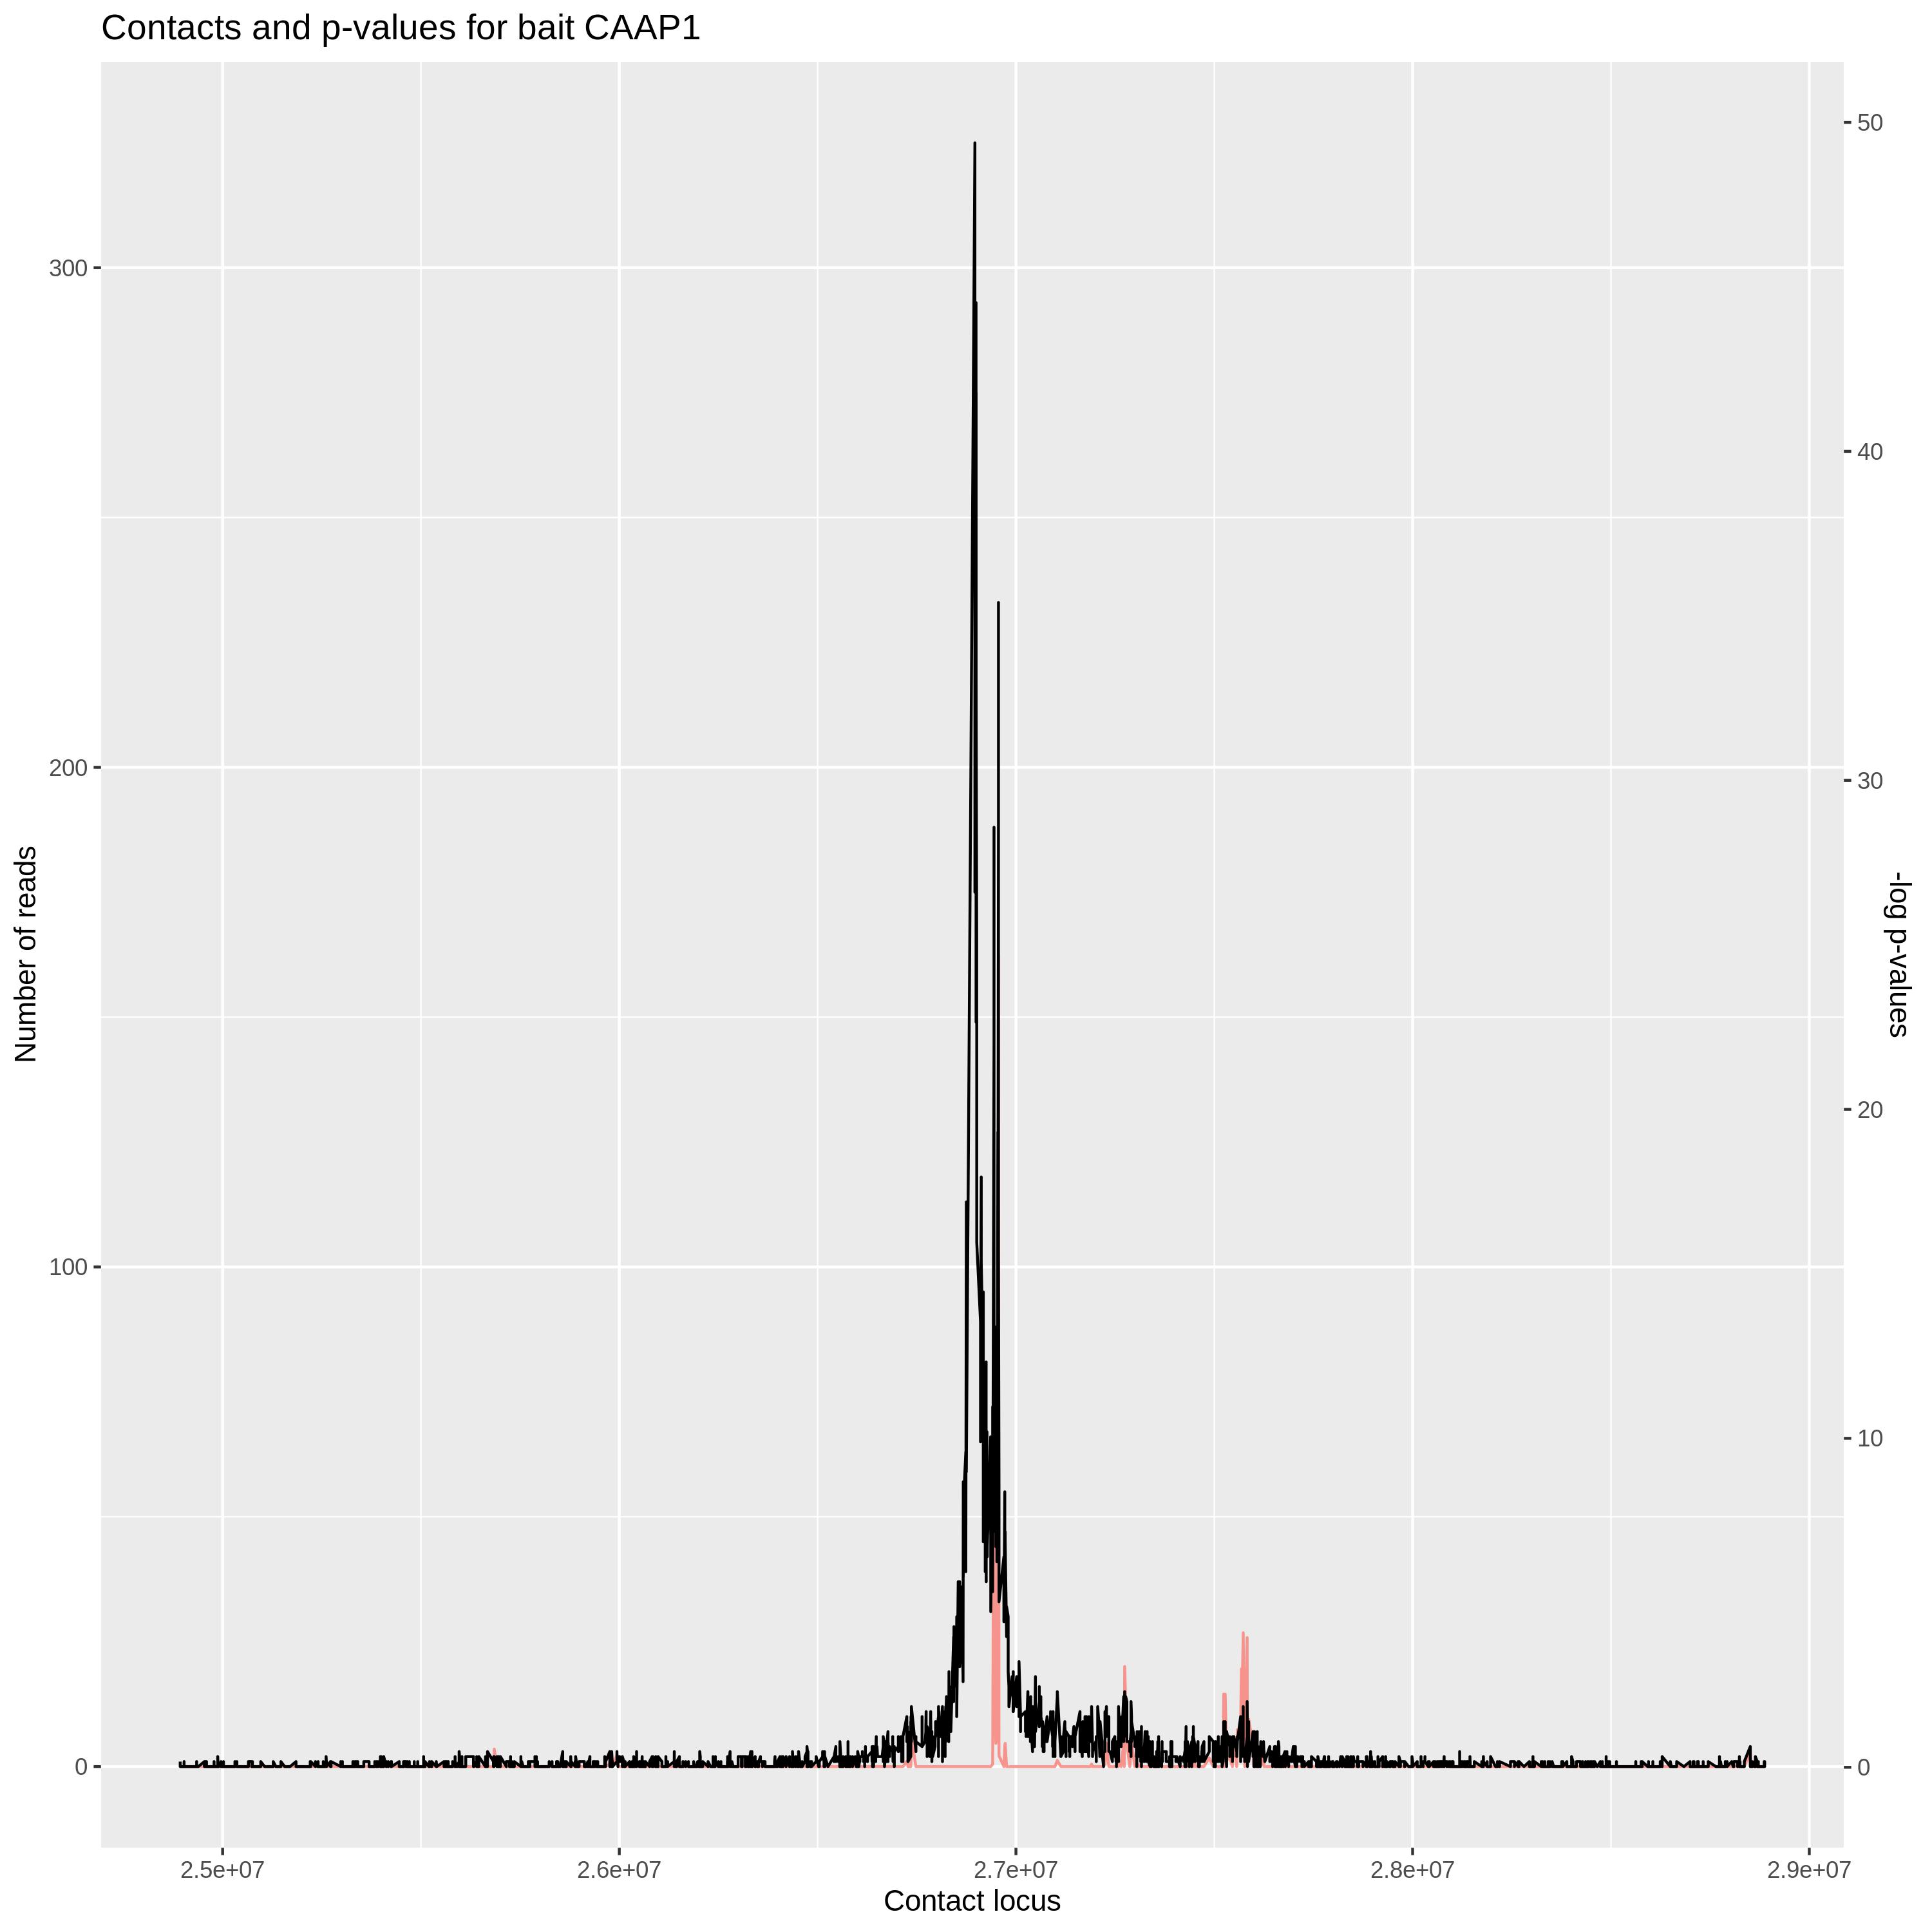 Contacts and p-values for bait CAAP1
300
200
100
0
Number of reads
50
40
30
20
10
0
-log p-values
2.5e+07
2.6e+07
2.7e+07
2.8e+07
2.9e+07
Contact locus